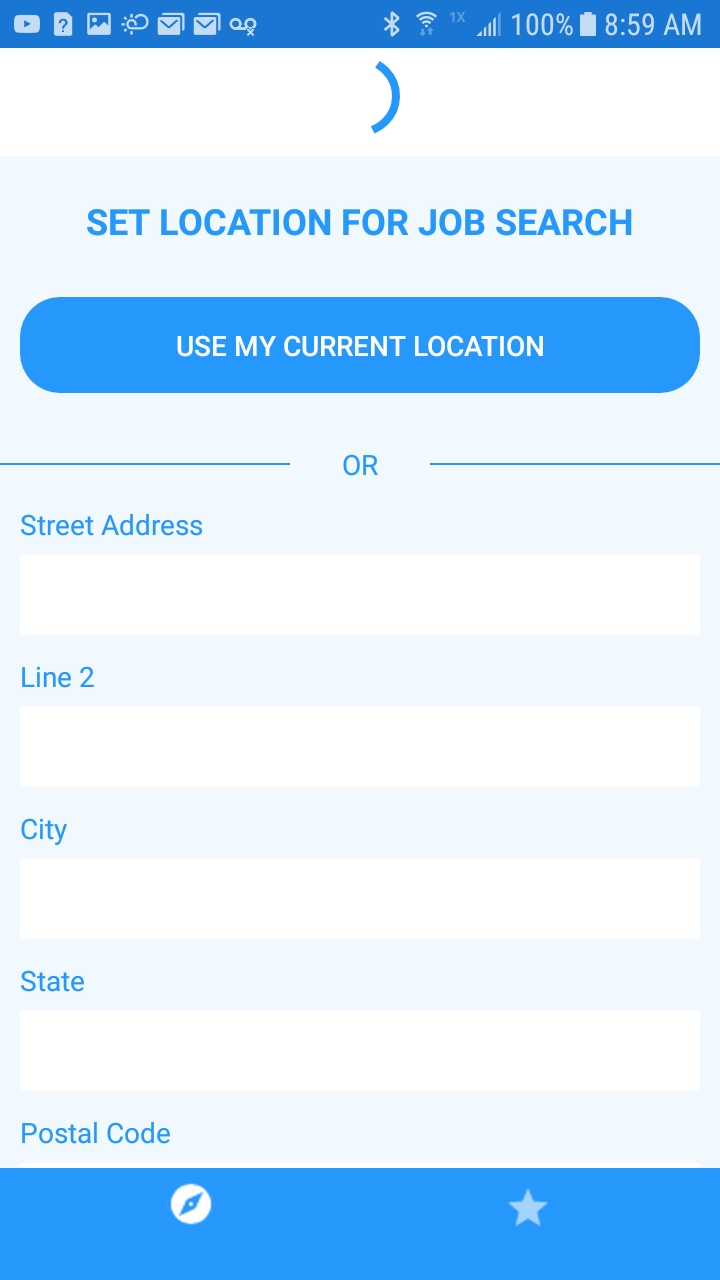 1X 100% 8:59 AM
SET LOCATION FOR JOB SEARCH
USE MY CURRENT LOCATION
OR
Street Address
Line 2
City
State
Postal Code